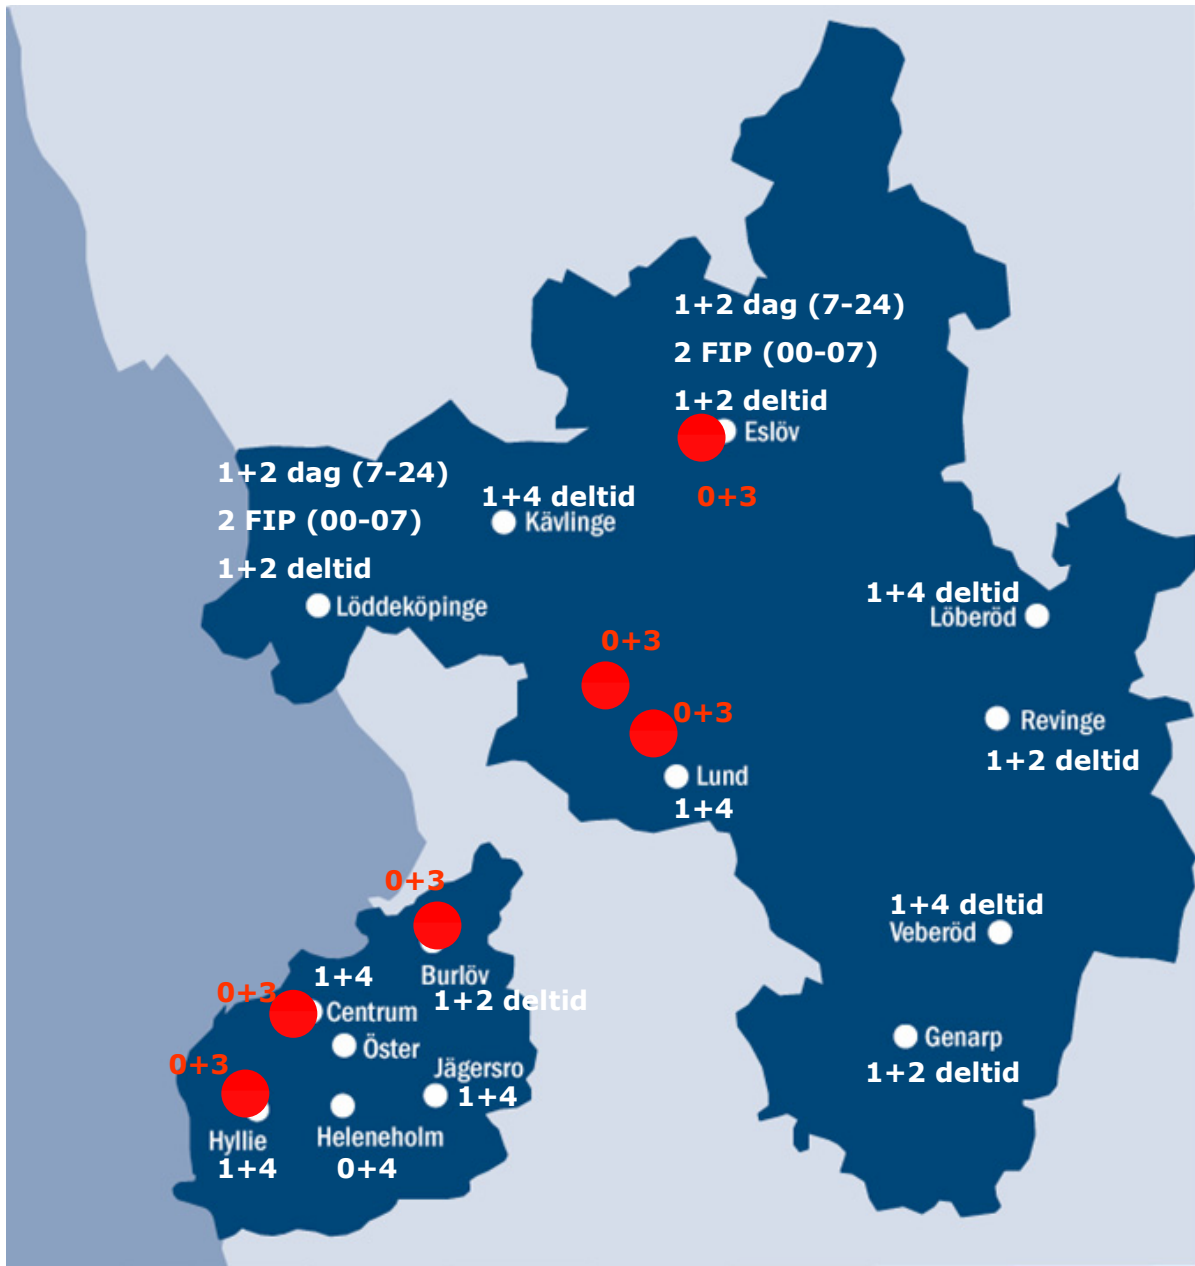 1+2 dag (7-24)
2 FIP (00-07)
1+2 deltid
Eslöv
0+3
1+2 dag (7-24)
2 FIP (00-07)
1+2 deltid
Löddeköpinge
1+4 deltid
Kävlinge
1+4 deltid
Löberöd
0+3
0+3
Lund
1+4
Revinge
1+2 deltid
0+3
Burlöv
1+2 deltid
1+4 deltid
Veberöd
1+4
0+3
Centrum
Öster
Genarp
1+2 deltid
0+3
Jägersro
1+4
Hyllie
1+4
Heleneholm
0+4